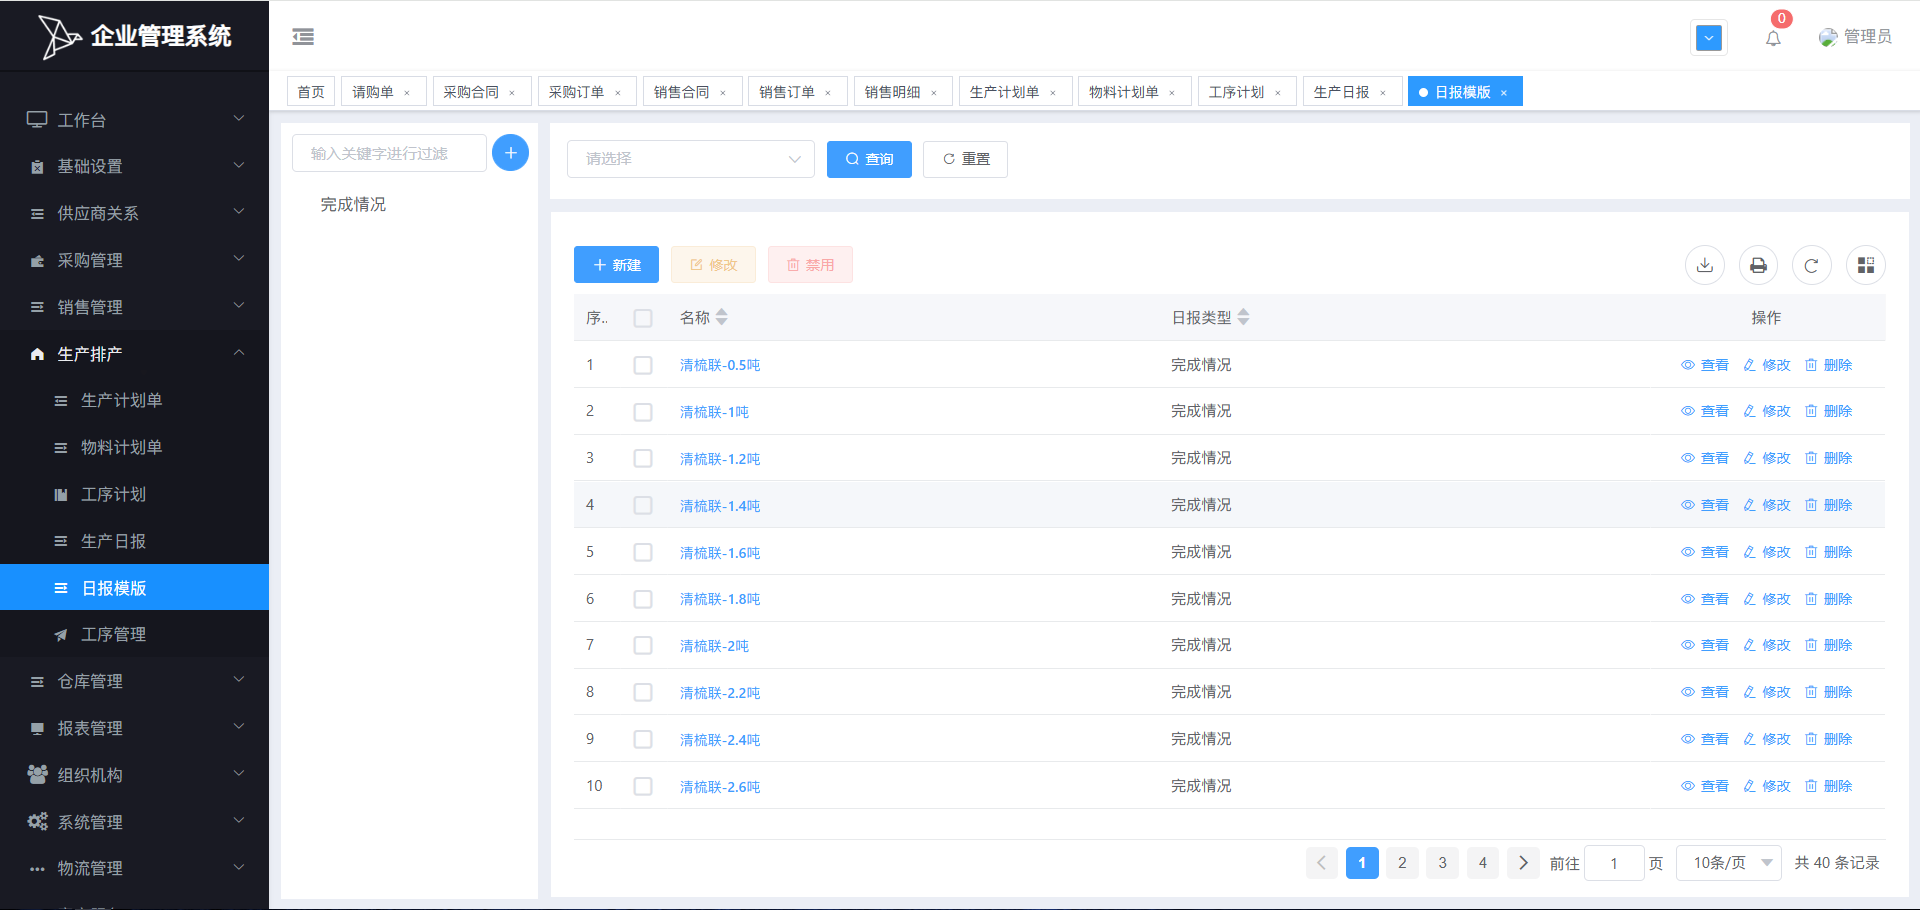 企业管理系统
0
管理员
首页 请购单 × 采购合同 × 采购订单 × 销售合同 × 销售订单 × 销售明细 × 生产计划单 × 物料计划单 × 工序计划 × 生产日报 × 日报模版 ×
工作台
基础设置
供应商关系
采购管理
销售管理
生产排产
生产计划单
物料计划单
工序计划
生产日报
日报模版
工序管理
仓库管理
报表管理
组织机构
系统管理
物流管理
输入关键字进行过滤
完成情况
请选择 查询 重置
新建 修改 禁用
序.. 名称 日报类型 操作
1 清梳联-0.5吨 完成情况 查看 修改 删除
2 清梳联-1吨 完成情况 查看 修改 删除
3 清梳联-1.2吨 完成情况 查看 修改 删除
4 清梳联-1.4吨 完成情况 查看 修改 删除
5 清梳联-1.6吨 完成情况 查看 修改 删除
6 清梳联-1.8吨 完成情况 查看 修改 删除
7 清梳联-2吨 完成情况 查看 修改 删除
8 清梳联-2.2吨 完成情况 查看 修改 删除
9 清梳联-2.4吨 完成情况 查看 修改 删除
10 清梳联-2.6吨 完成情况 查看 修改 删除
1 2 3 4 前往 1 页 10条/页 共 40 条记录